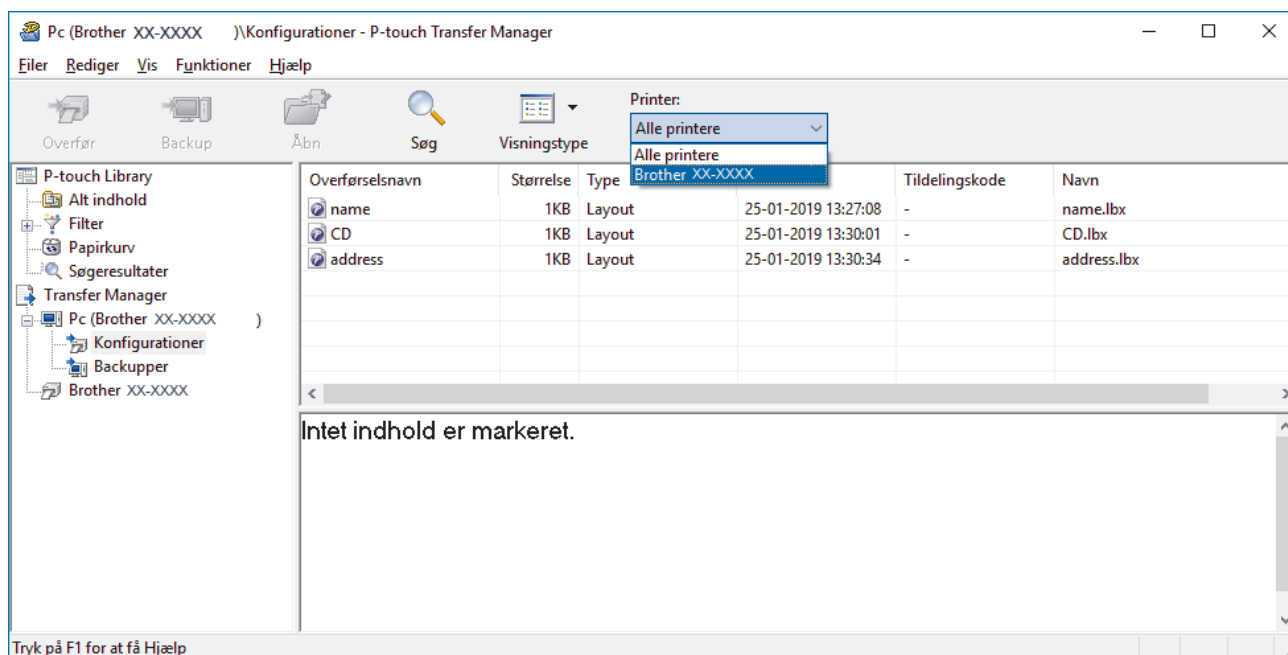 Pc (Brother XX-XXXX )\Konfigurationer - P-touch Transfer Manager
Filer Rediger Vis Funktioner Hjælp
Printer:
Alle printere
Overfør Backup Åbn Søg Visningstype
Alle printere
Brother XX-XXXX
P-touch Library
Alt indhold
Filter
Papirkurv
Søgeresultater
Transfer Manager
Pc (Brother XX-XXXX )
Konfigurationer
Backupper
Brother XX-XXXX
Overførselsnavn Størrelse Type Tildelingskode Navn
name 1KB Layout 25-01-2019 13:27:08 - name.lbx
CD 1KB Layout 25-01-2019 13:30:01 - CD.lbx
address 1KB Layout 25-01-2019 13:30:34 - address.lbx
Intet indhold er markeret.
Tryk på F1 for at få Hjælp